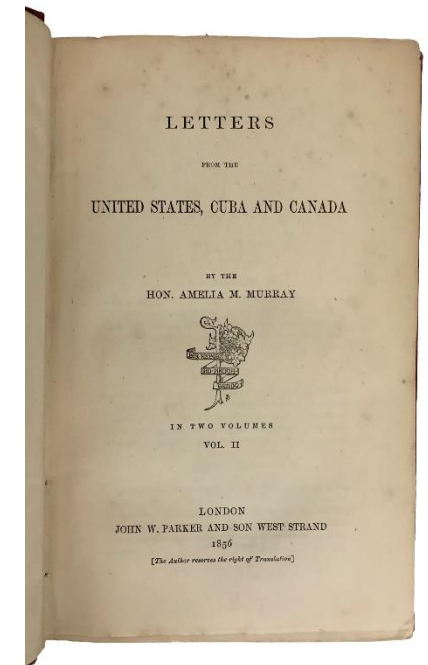 LETTERS
FROM THE
UNITED STATES, CUBA AND CANADA
BY THE
HON. AMELIA M. MURRAY
IN TWO VOLUMES
VOL. II
LONDON
JOHN W. PARKER AND SON WEST STRAND
1856
[The Author reserves the right of Translation]